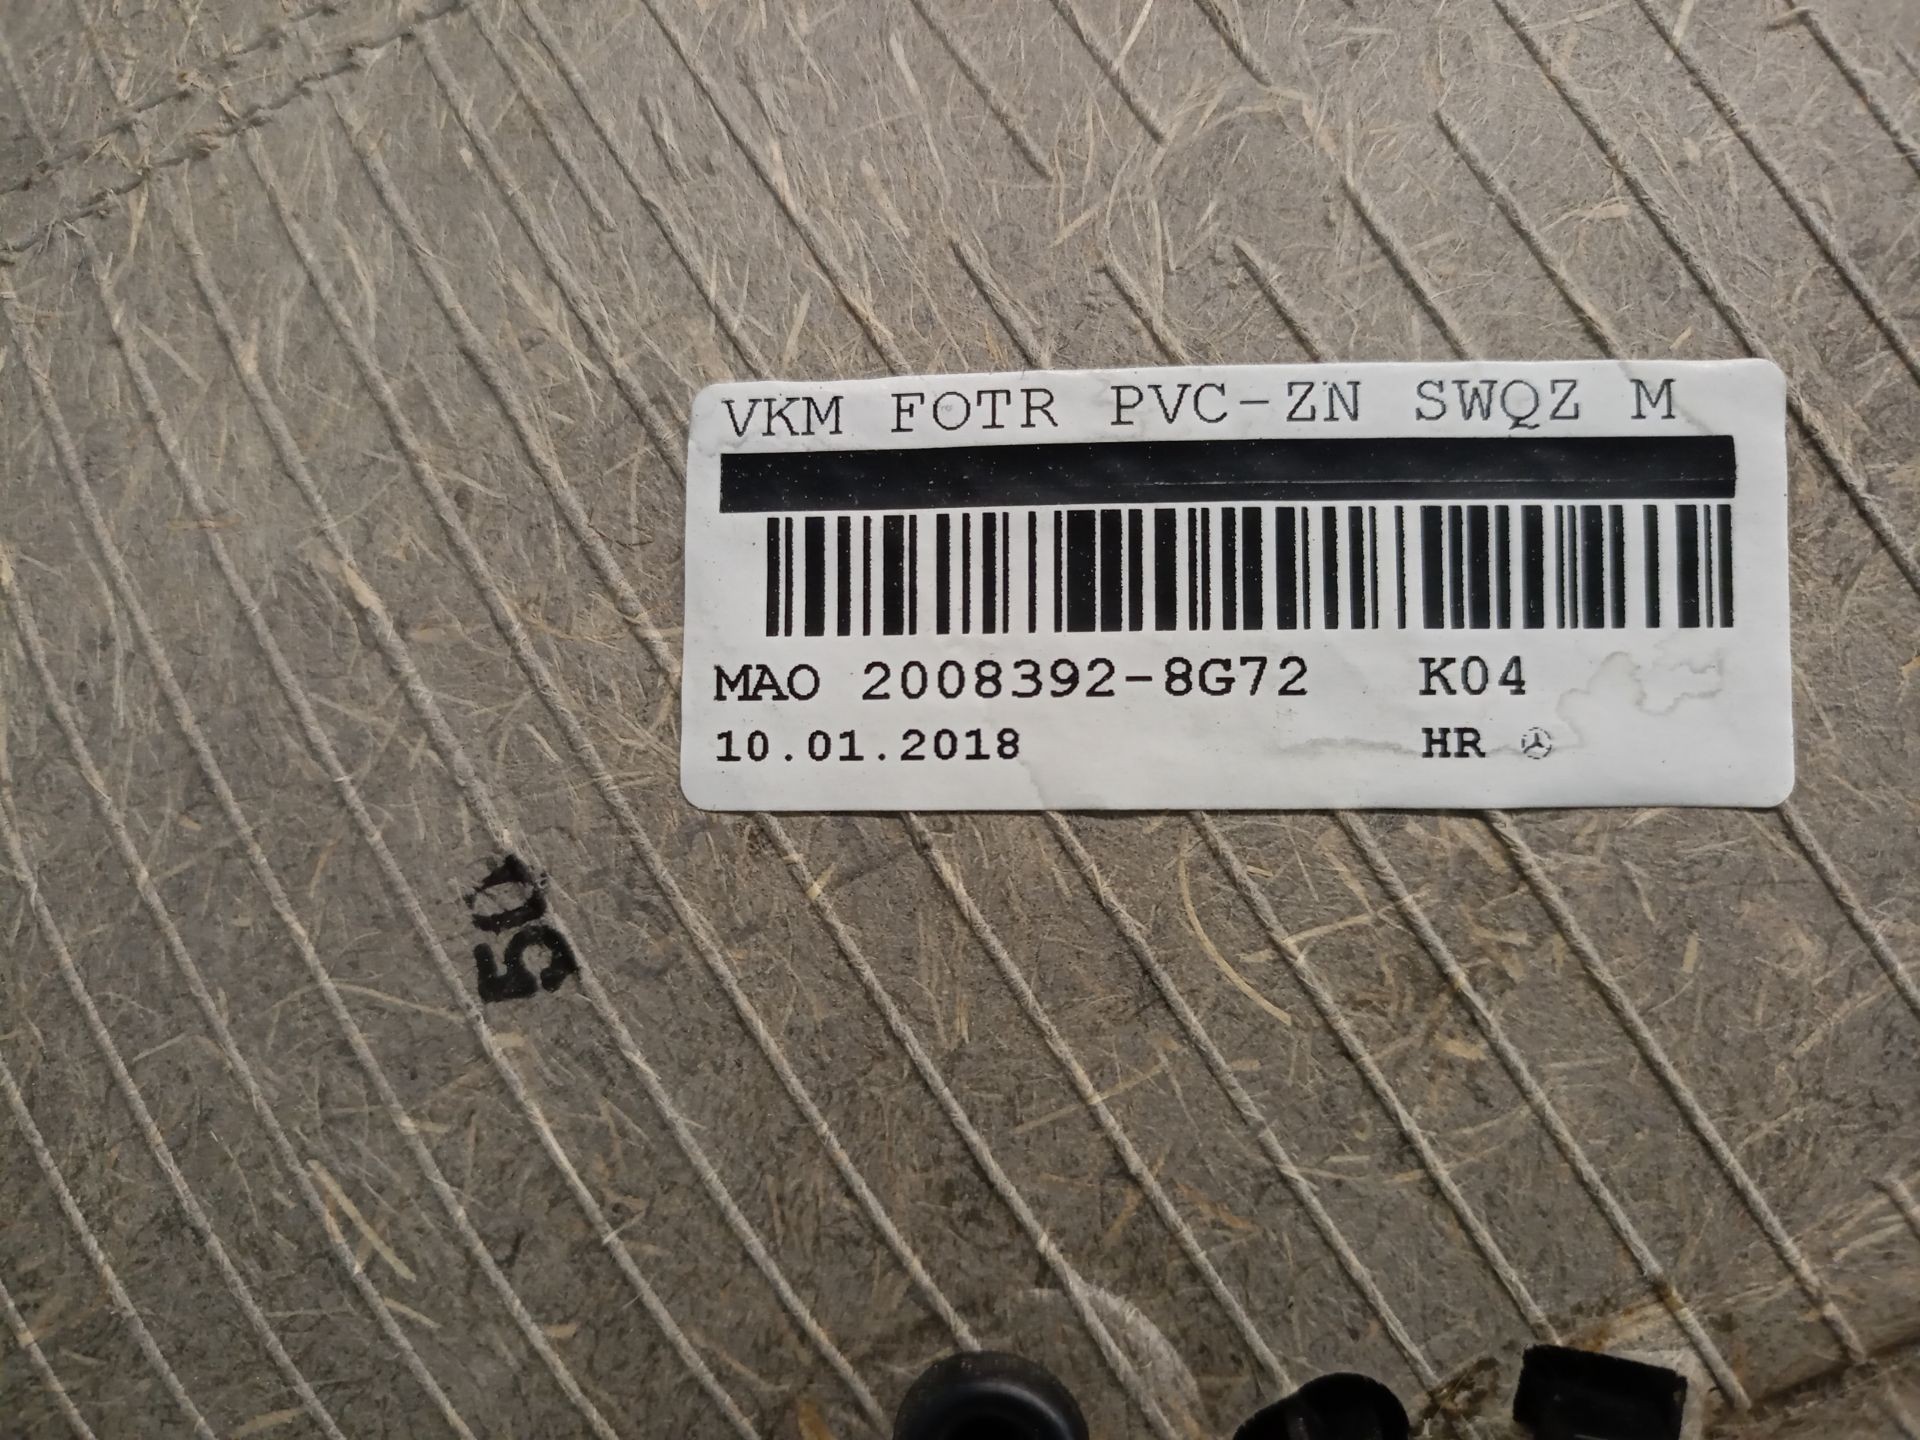 VKM FOTR PVC-ZN SWQZ M
MAO 2008392-8G72 K04
10.01.2018 HR
50